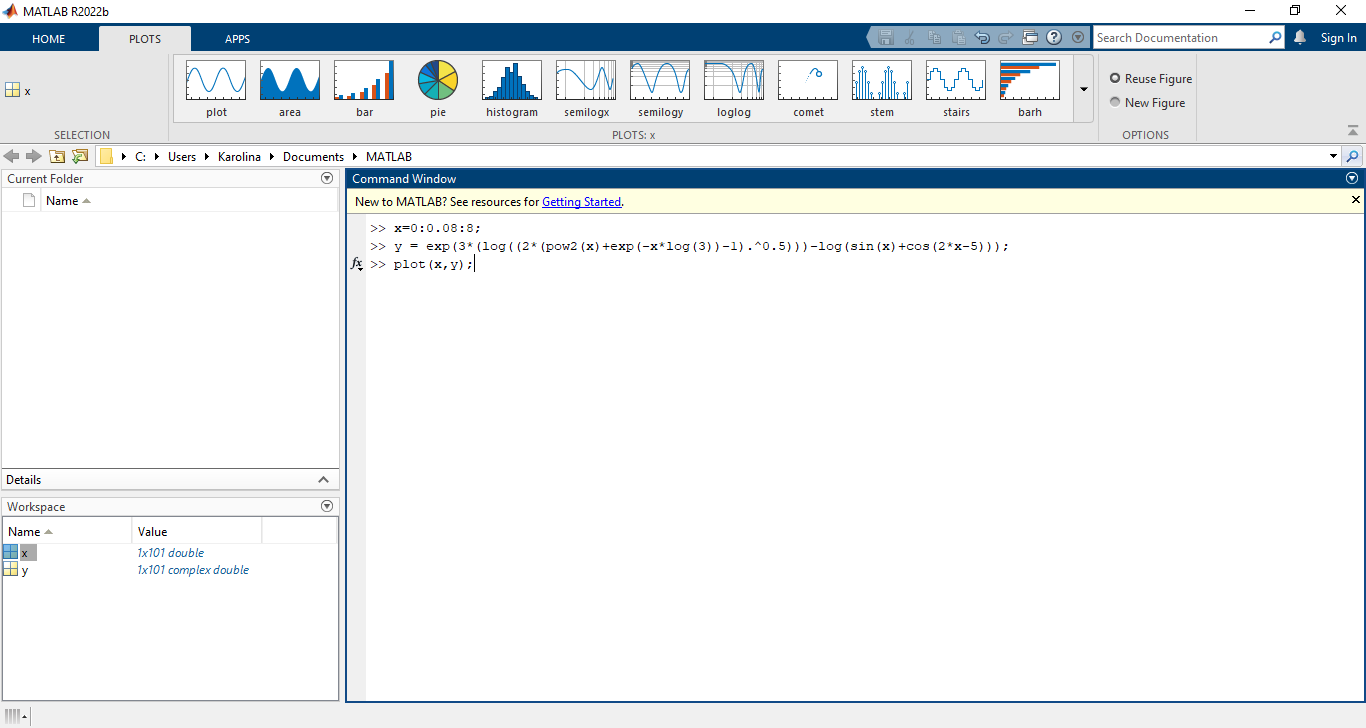 MATLAB R2022b
HOME PLOTS APPS
Search Documentation
Sign In
x
plot area bar pie histogram semilogx semilogy loglog comet stem stairs barh
Reuse Figure
New Figure
SELECTION PLOTS: x OPTIONS
C: Users Karolina Documents MATLAB
Current Folder
Name
Details
Workspace
Name Value
x 1x101 double
y 1x101 complex double
Command Window
New to MATLAB? See resources for Getting Started.
>> x=0:0.08:8;
>> y = exp(3*(log((2*(pow2(x)+exp(-x*log(3))-1).^0.5)))-log(sin(x)+cos(2*x-5)));
fx >> plot(x,y);